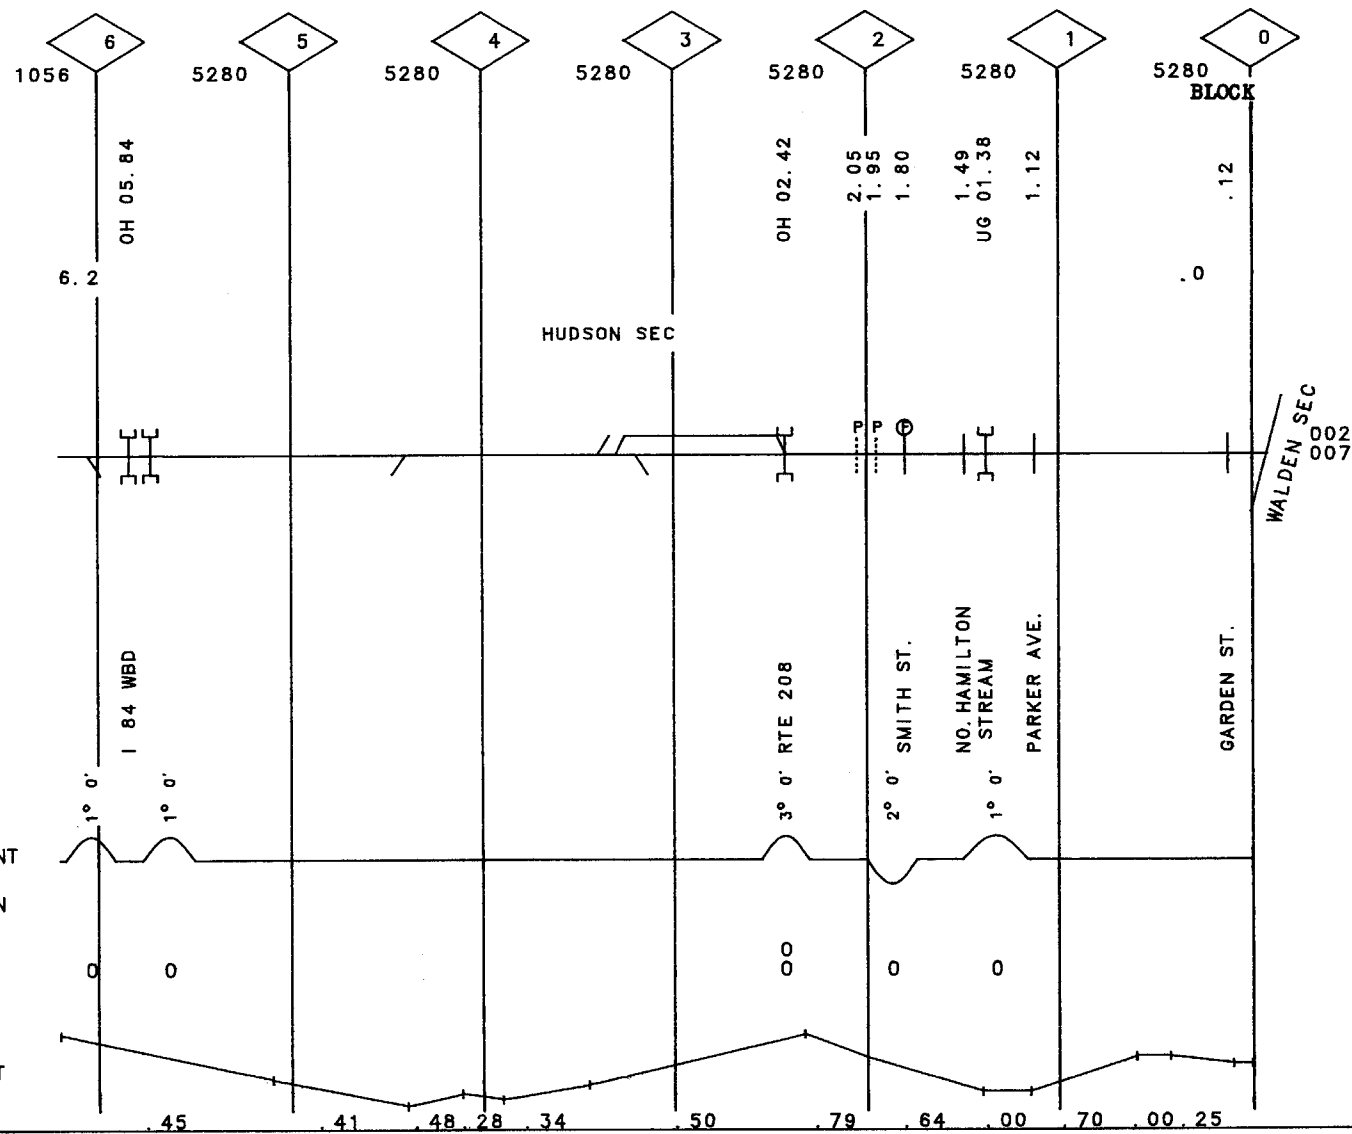 6 5 4 3 2 1 0
1056 5280 5280 5280 5280 5280 5280
BLOCK
OH 05.84
OH 02.42
2.05
1.95
1.80
1.49
UG 01.38
1.12
.12
6.2
.0
HUDSON SEC
P P P
WALDEN SEC
002
007
I 84 WBD
RTE 208
SMITH ST.
NO. HAMILTON
STREAM
PARKER AVE.
GARDEN ST.
1° 0' 1° 0' 3° 0' 2° 0' 1° 0'
NT
N
0
0 0 0 0 0
T
.45 .41 .48 .28 .34 .50 .79 .64 .00 .70 .00 .25